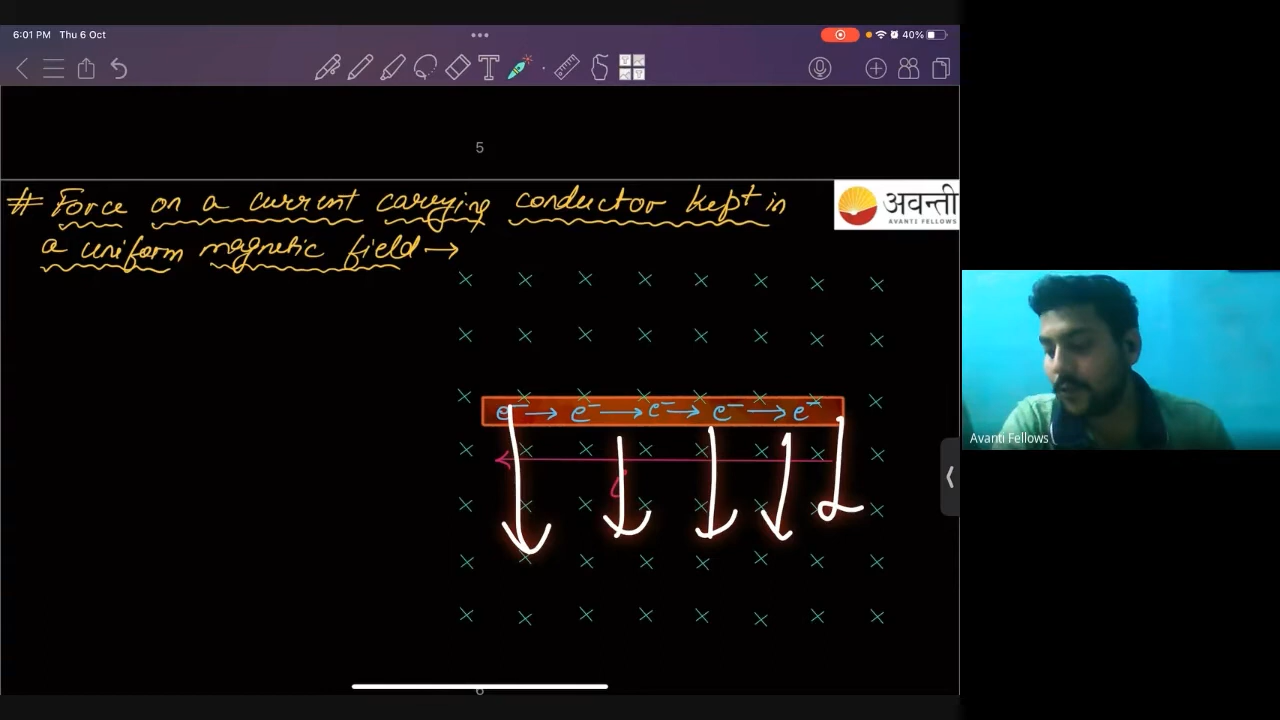 6:01 PM Thu 6 Oct
40%
5
# Force on a current carrying conductor kept in
a uniform magnetic field →
अवन्ती
AVANTI FELLOWS
e⁻ → e⁻ → e⁻ → e⁻ → e⁻
Avanti Fellows
6